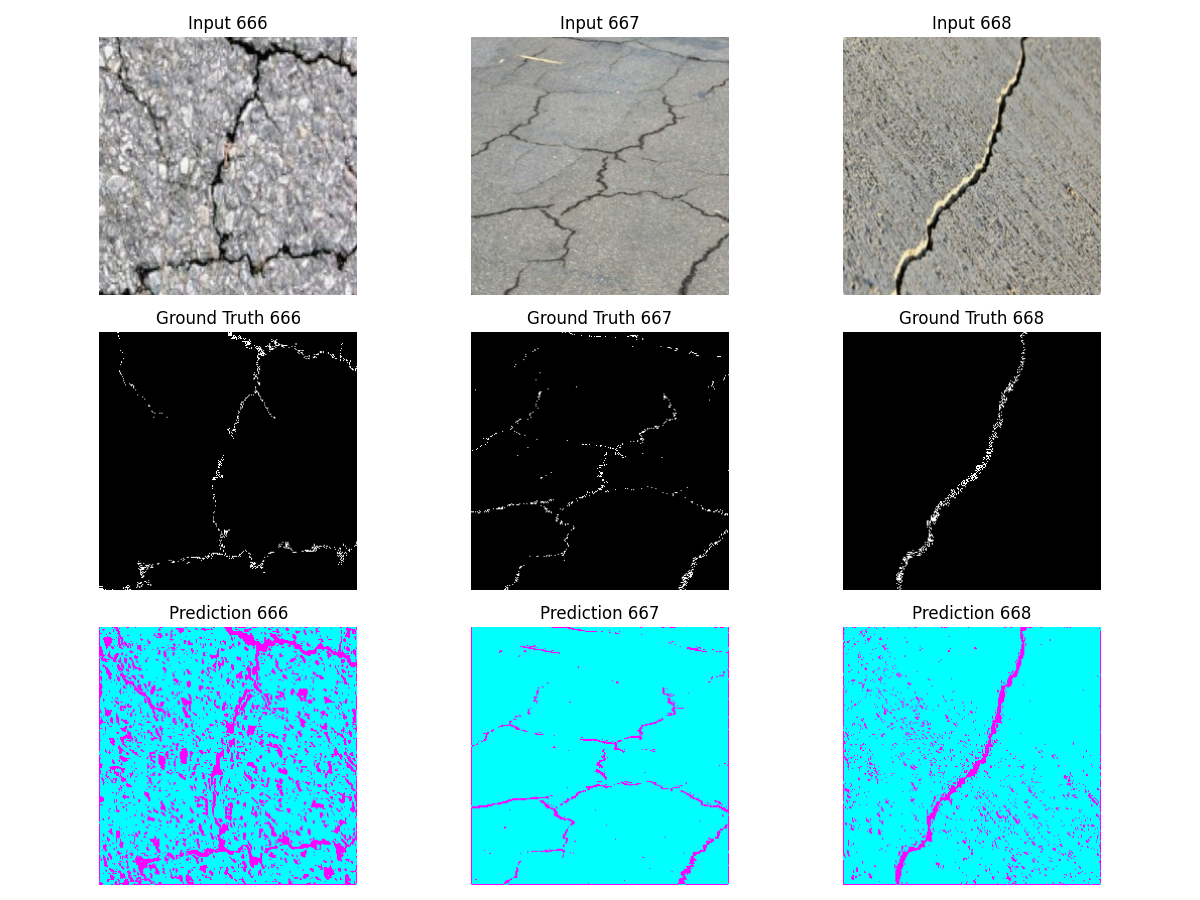 Input 666
Input 667
Input 668
Ground Truth 666
Ground Truth 667
Ground Truth 668
Prediction 666
Prediction 667
Prediction 668